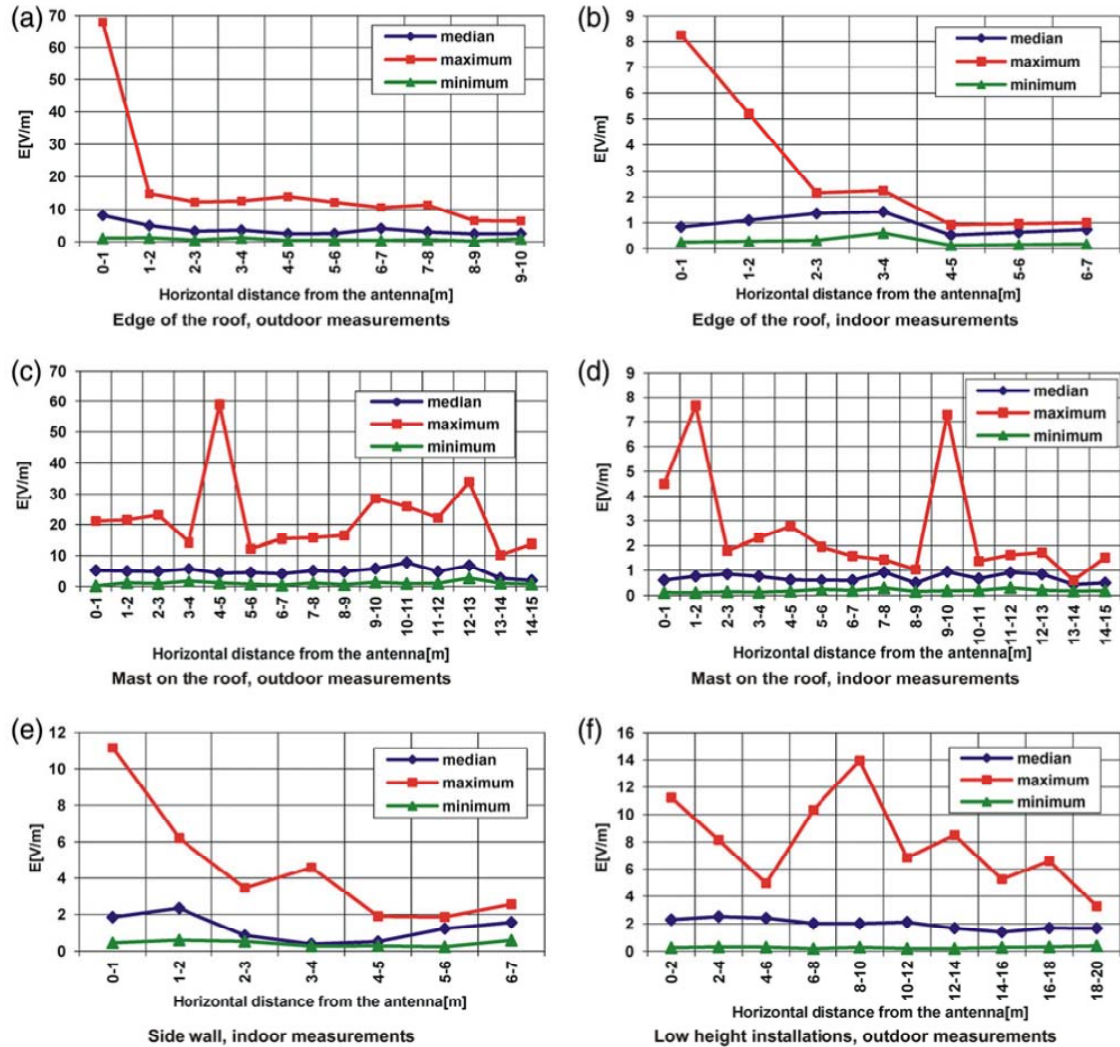 (a)
70
60
50
40
30
20
10
0
E[V/m]
median
maximum
minimum
0-1
1-2
2-3
3-4
4-5
5-6
6-7
7-8
8-9
9-10
Horizontal distance from the antenna[m]
Edge of the roof, outdoor measurements
(b)
9
8
7
6
5
4
3
2
1
0
E[V/m]
median
maximum
minimum
0-1
1-2
2-3
3-4
4-5
5-6
6-7
Horizontal distance from the antenna[m]
Edge of the roof, indoor measurements
(c)
70
60
50
40
30
20
10
0
E[V/m]
median
maximum
minimum
0-1
1-2
2-3
3-4
4-5
5-6
6-7
7-8
8-9
9-10
10-11
11-12
12-13
13-14
14-15
Horizontal distance from the antenna[m]
Mast on the roof, outdoor measurements
(d)
9
8
7
6
5
4
3
2
1
0
E[V/m]
median
maximum
minimum
0-1
1-2
2-3
3-4
4-5
5-6
6-7
7-8
8-9
9-10
10-11
11-12
12-13
13-14
14-15
Horizontal distance from the antenna[m]
Mast on the roof, indoor measurements
(e)
12
10
8
6
4
2
0
E[V/m]
median
maximum
minimum
0-1
1-2
2-3
3-4
4-5
5-6
6-7
Horizontal distance from the antenna[m]
Side wall, indoor measurements
(f)
16
14
12
10
8
6
4
2
0
E[V/m]
median
maximum
minimum
0-2
2-4
4-6
6-8
8-10
10-12
12-14
14-16
16-18
18-20
Horizontal distance from the antenna[m]
Low height installations, outdoor measurements